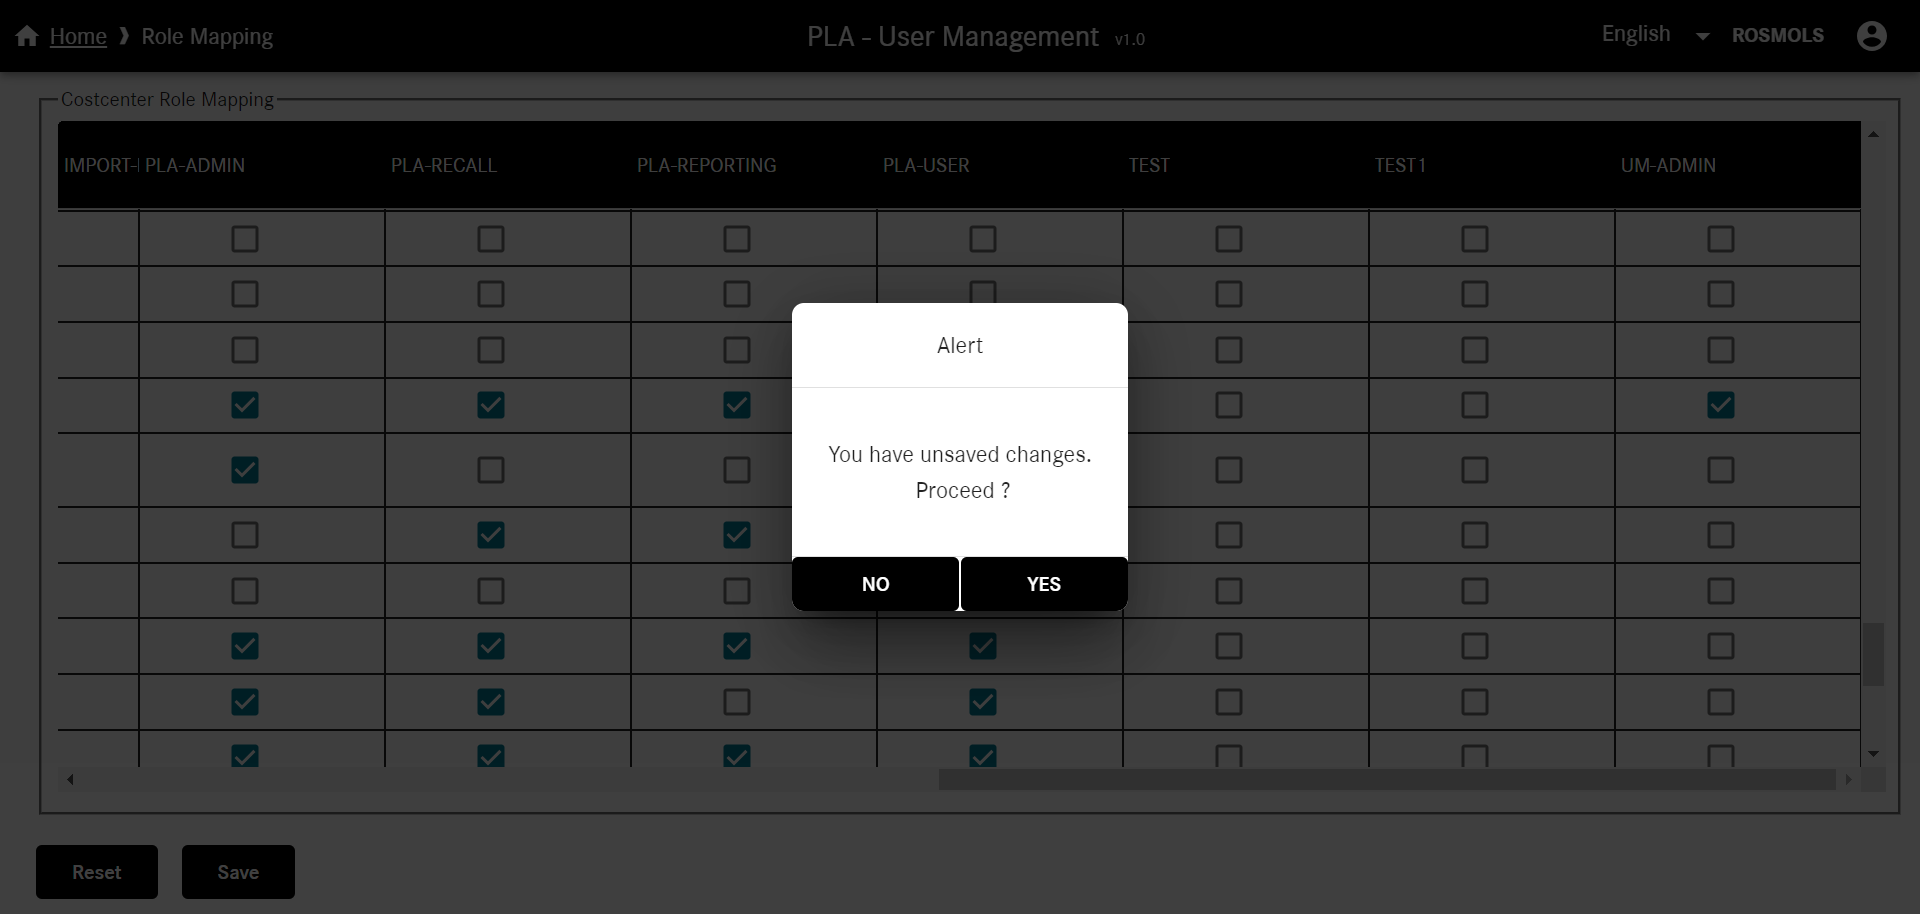 Home ❱ Role Mapping
PLA - User Management v1.0
English
ROSMOLS
Costcenter Role Mapping
IMPORT- PLA-ADMIN PLA-RECALL PLA-REPORTING PLA-USER TEST TEST1 UM-ADMIN
Alert
You have unsaved changes.
Proceed ?
NO YES
Reset Save